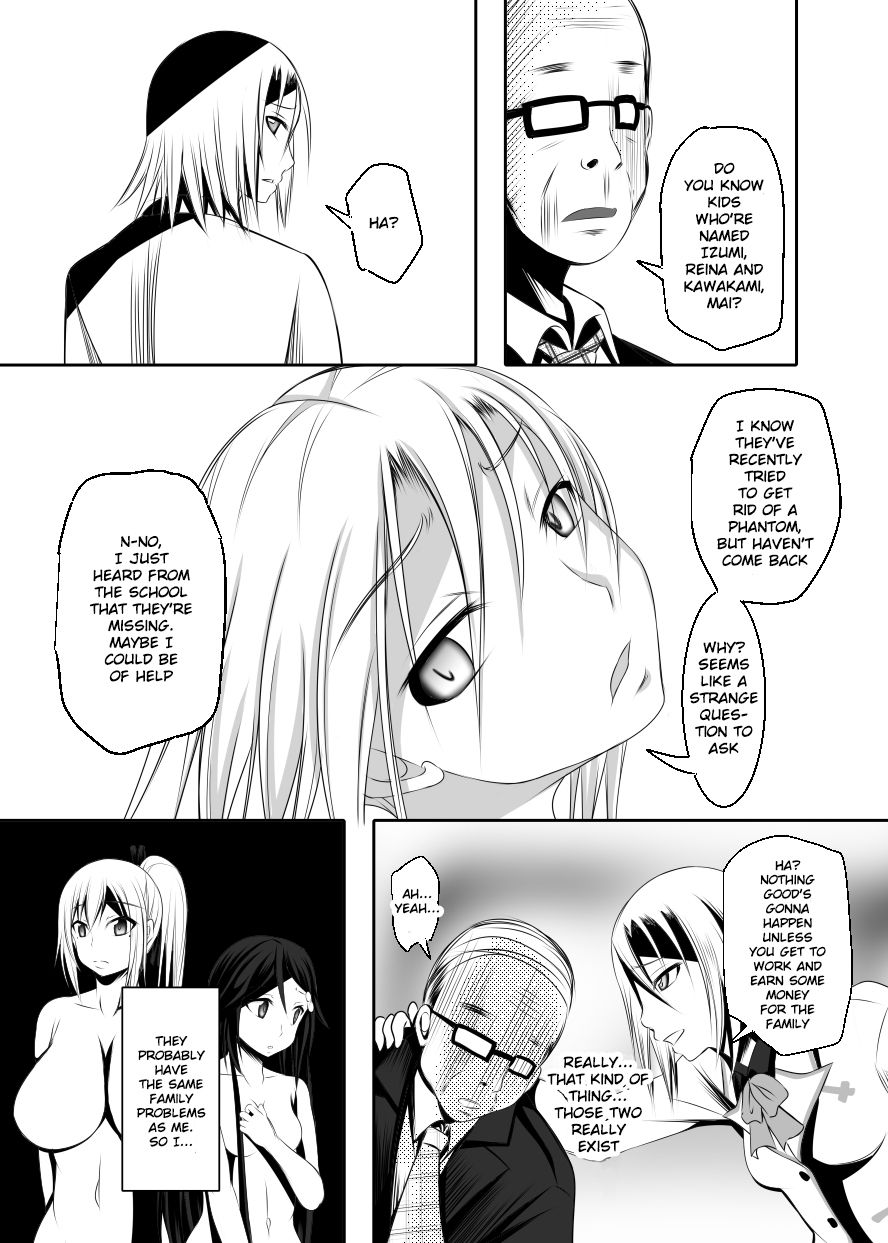 DO
YOU KNOW
KIDS
WHO'RE
NAMED
IZUMI,
REINA AND
KAWAKAMI,
MAI?
HA?
I KNOW
THEY'VE
RECENTLY
TRIED
TO GET
RID OF A
PHANTOM,
BUT HAVEN'T
COME BACK
WHY?
SEEMS
LIKE A
STRANGE
QUES-
TION TO
ASK
N-NO,
I JUST
HEARD FROM
THE SCHOOL
THAT THEY'RE
MISSING.
MAYBE I
COULD BE
OF HELP
HA?
NOTHING
GOOD'S
GONNA
HAPPEN
UNLESS
YOU GET TO
WORK AND
EARN SOME
MONEY
FOR THE
FAMILY
AH...
YEAH...
REALLY...
THAT KIND OF
THING...
THOSE TWO
REALLY
EXIST
THEY
PROBABLY
HAVE
THE SAME
FAMILY
PROBLEMS
AS ME.
SO I...